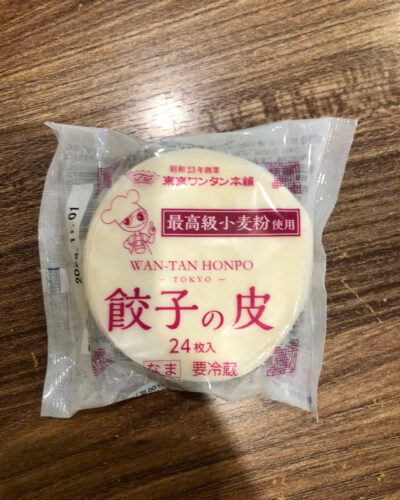 昭和23年創業
東京ワンタン本舗
最高級小麦粉使用
WAN-TAN HONPO
— TOKYO —
餃子の皮
24枚入
なま 要冷蔵